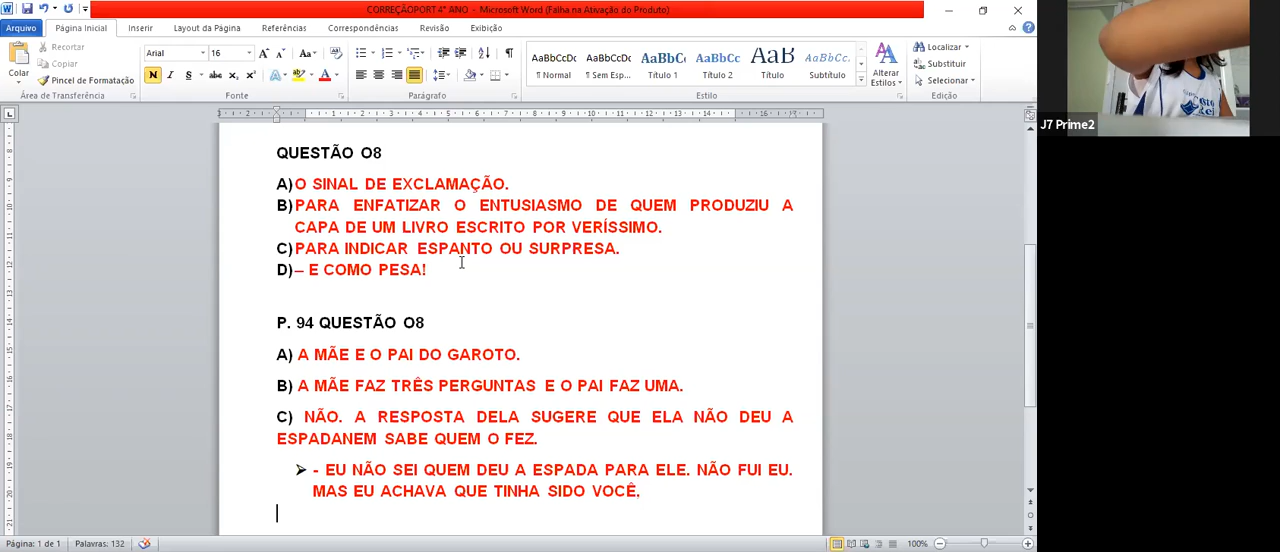 CORREÇÃOPORT 4° ANO - Microsoft Word (Falha na Ativação do Produto)
Arquivo Página Inicial Inserir Layout da Página Referências Correspondências Revisão Exibição
Colar
Recortar
Copiar
Pincel de Formatação
Área de Transferência
Arial 16
N I S abc x₂ x²
Fonte
Parágrafo
AaBbCcDc AaBbCcDc AaBbC AaBbCc AaB AaBbCc.
¶ Normal ¶ Sem Esp... Título 1 Título 2 Título Subtítulo
Alterar Estilos
Estilo
Localizar
Substituir
Selecionar
Edição
QUESTÃO O8
A) O SINAL DE EXCLAMAÇÃO.
B) PARA ENFATIZAR O ENTUSIASMO DE QUEM PRODUZIU A
CAPA DE UM LIVRO ESCRITO POR VERÍSSIMO.
C) PARA INDICAR ESPANTO OU SURPRESA.
D) – E COMO PESA!
P. 94 QUESTÃO O8
A) A MÃE E O PAI DO GAROTO.
B) A MÃE FAZ TRÊS PERGUNTAS E O PAI FAZ UMA.
C) NÃO. A RESPOSTA DELA SUGERE QUE ELA NÃO DEU A
ESPADANEM SABE QUEM O FEZ.
➢ - EU NÃO SEI QUEM DEU A ESPADA PARA ELE. NÃO FUI EU.
MAS EU ACHAVA QUE TINHA SIDO VOCÊ.
Página: 1 de 1 Palavras: 132 100%
J7 Prime2